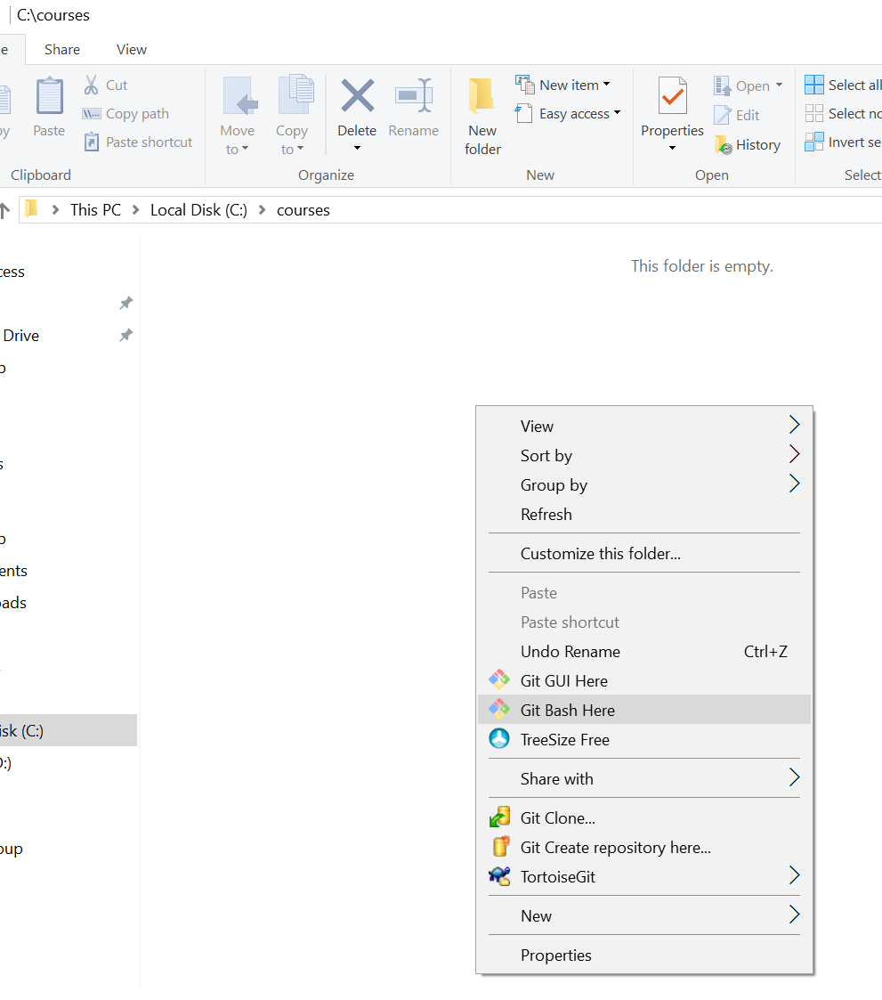 C:\courses
e
Share
View
Cut
Copy path
Paste shortcut
py
Paste
Move to
Copy to
Delete
Rename
New folder
New item
Easy access
Properties
Open
Edit
History
Select all
Select no
Invert se
Clipboard
Organize
New
Open
Select
This PC
Local Disk (C:)
courses
cess
This folder is empty.
Drive
p
s
p
ents
oads
isk (C:)
D:)
oup
View
Sort by
Group by
Refresh
Customize this folder...
Paste
Paste shortcut
Undo Rename Ctrl+Z
Git GUI Here
Git Bash Here
TreeSize Free
Share with
Git Clone...
Git Create repository here...
TortoiseGit
New
Properties